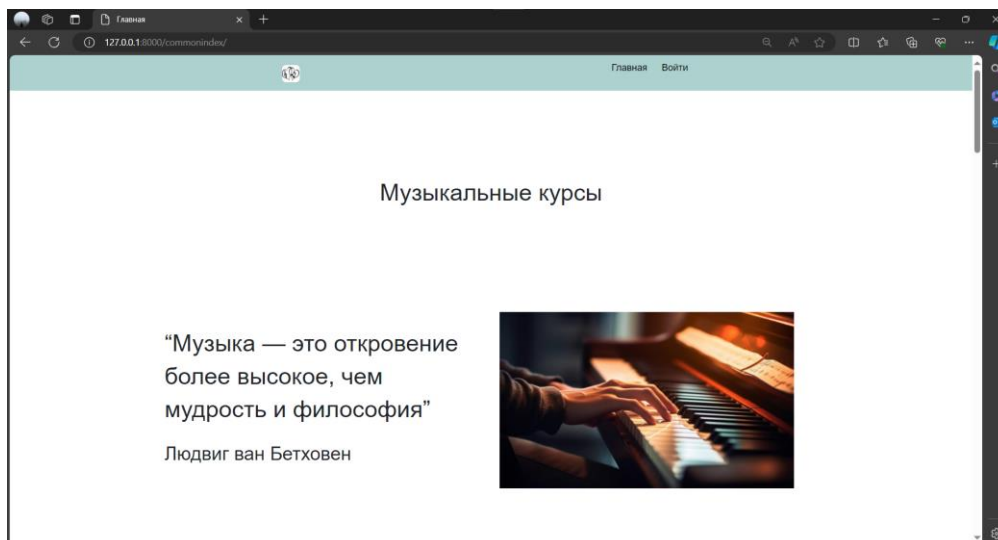 Главная
127.0.0.1:8000/commonindex/
Главная Войти
Музыкальные курсы
“Музыка — это откровение
более высокое, чем
мудрость и философия”
Людвиг ван Бетховен